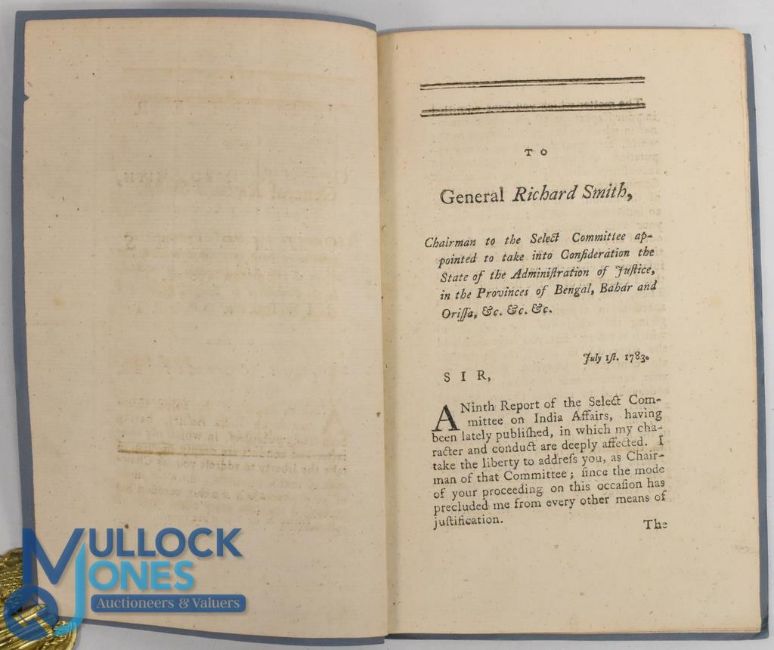 TO
General Richard Smith,
Chairman to the Select Committee ap-
pointed to take into Conſideration the
State of the Adminiſtration of Juſtice,
in the Provinces of Bengal, Bahar and
Oriſſa, &c. &c. &c.
July 1ſt. 1783.
SIR,
A Ninth Report of the Select Com-
mittee on India Affairs, having
been lately publiſhed, in which my cha-
racter and conduct are deeply affected. I
take the liberty to addreſs you, as Chair-
man of that Committee; ſince the mode
of your proceeding on this occaſion has
precluded me from every other means of
juſtification.
The
MULLOCK
JONES
Auctioneers & Valuers